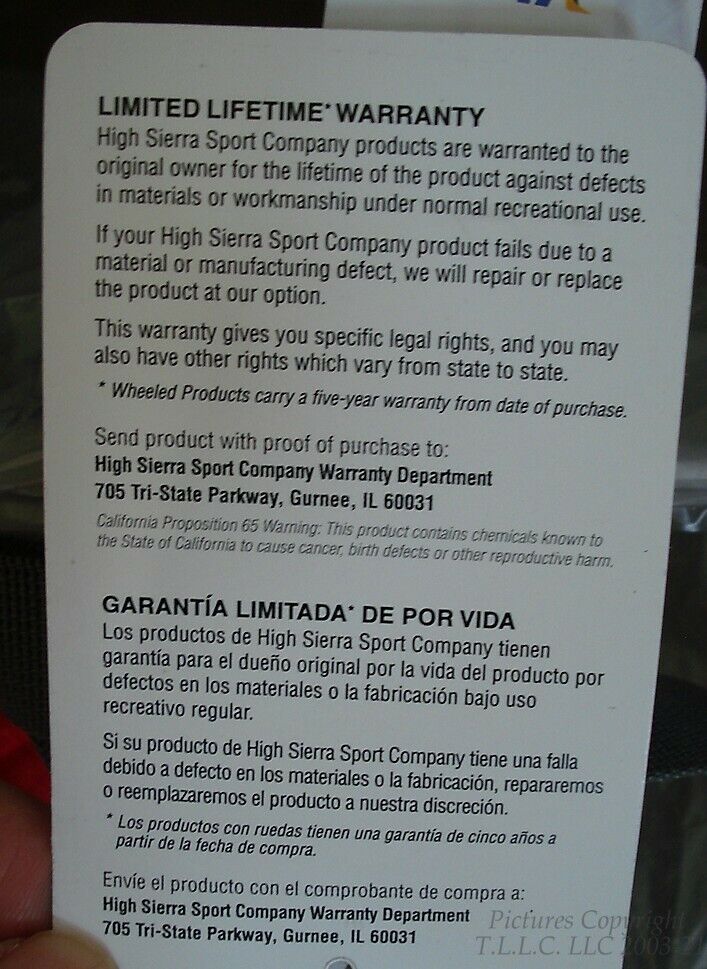 LIMITED LIFETIME* WARRANTY
High Sierra Sport Company products are warranted to the
original owner for the lifetime of the product against defects
in materials or workmanship under normal recreational use.
If your High Sierra Sport Company product fails due to a
material or manufacturing defect, we will repair or replace
the product at our option.
This warranty gives you specific legal rights, and you may
also have other rights which vary from state to state.
* Wheeled Products carry a five-year warranty from date of purchase.
Send product with proof of purchase to:
High Sierra Sport Company Warranty Department
705 Tri-State Parkway, Gurnee, IL 60031
California Proposition 65 Warning: This product contains chemicals known to
the State of California to cause cancer, birth defects or other reproductive harm.
GARANTÍA LIMITADA* DE POR VIDA
Los productos de High Sierra Sport Company tienen
garantía para el dueño original por la vida del producto por
defectos en los materiales o la fabricación bajo uso
recreativo regular.
Si su producto de High Sierra Sport Company tiene una falla
debido a defecto en los materiales o la fabricación, repararemos
o reemplazaremos el producto a nuestra discreción.
* Los productos con ruedas tienen una garantía de cinco años a
partir de la fecha de compra.
Envíe el producto con el comprobante de compra a:
High Sierra Sport Company Warranty Department
705 Tri-State Parkway, Gurnee, IL 60031
Pictures Copyright
T.L.L.C. LLC